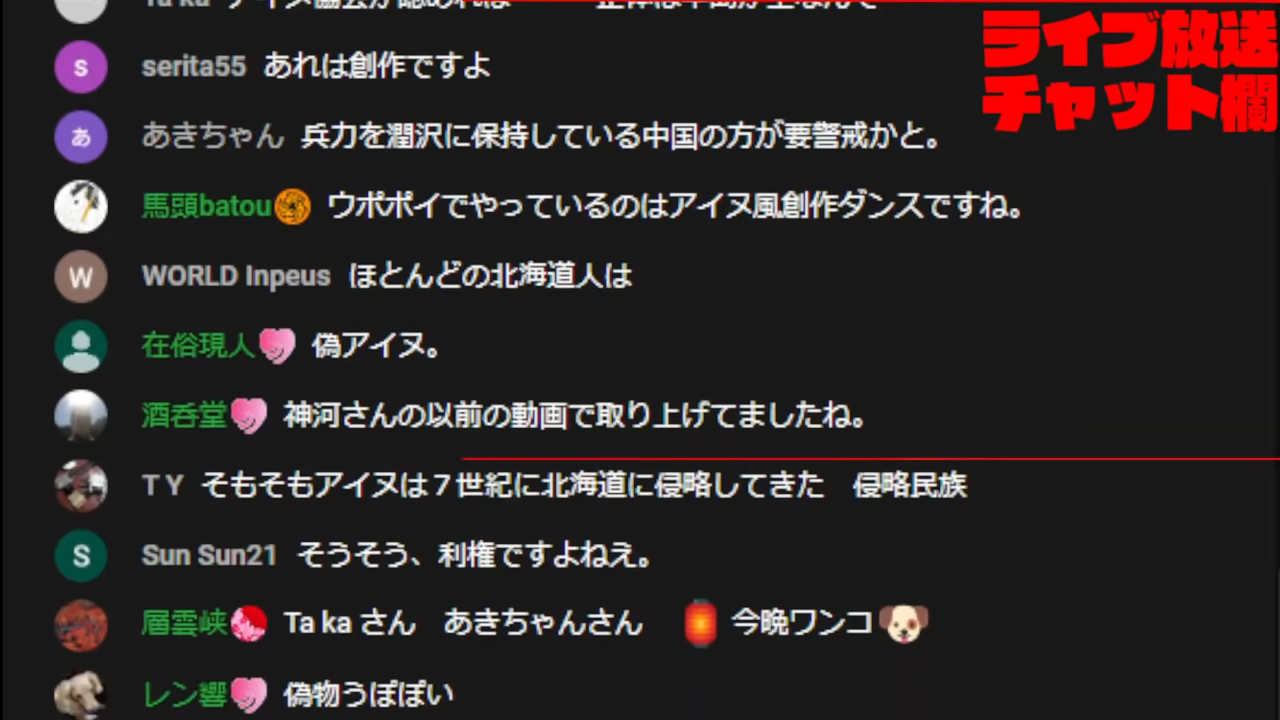 ライブ放送
チャット欄
serita55 あれは創作ですよ
あきちゃん 兵力を潤沢に保持している中国の方が要警戒かと。
馬頭batou ウポポイでやっているのはアイヌ風創作ダンスですね。
WORLD Inpeus ほとんどの北海道人は
在俗現人 偽アイヌ。
酒呑堂 神河さんの以前の動画で取り上げてましたね。
T Y そもそもアイヌは７世紀に北海道に侵略してきた　侵略民族
Sun Sun21 そうそう、利権ですよねえ。
層雲峡 Ta ka さん　あきちゃんさん　🏮 今晩ワンコ🐶
レン響 偽物うぽぽい